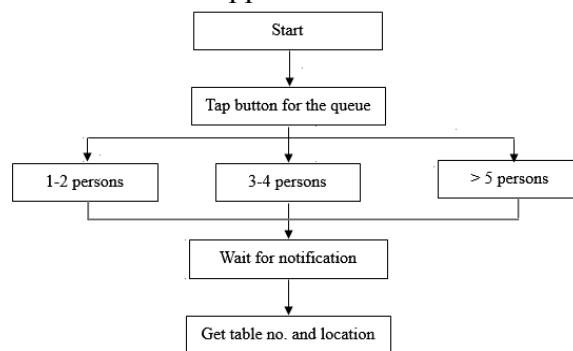 Start
Tap button for the queue
1-2 persons
3-4 persons
> 5 persons
Wait for notification
Get table no. and location